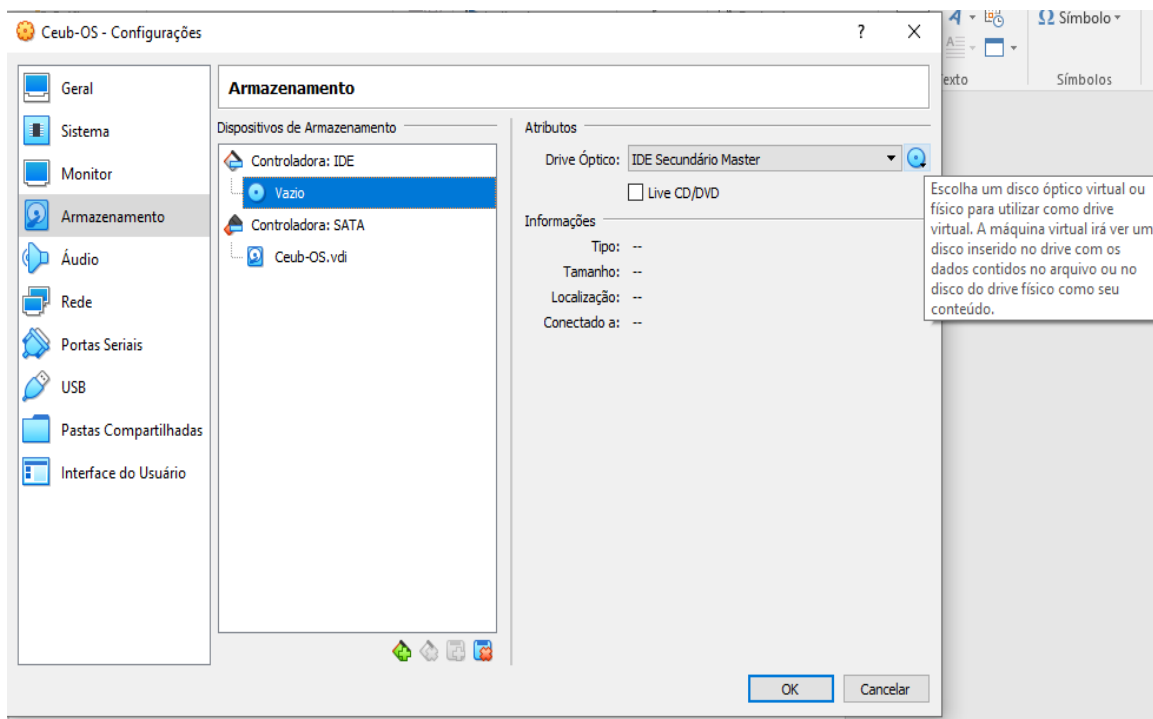 Ceub-OS - Configurações
?
X
Símbolo
exto
Símbolos
Geral
Sistema
Monitor
Armazenamento
Áudio
Rede
Portas Seriais
USB
Pastas Compartilhadas
Interface do Usuário
Armazenamento
Dispositivos de Armazenamento
Controladora: IDE
Vazio
Controladora: SATA
Ceub-OS.vdi
Atributos
Drive Óptico: IDE Secundário Master
Live CD/DVD
Informações
Tipo: --
Tamanho: --
Localização: --
Conectado a: --
Escolha um disco óptico virtual ou
físico para utilizar como drive
virtual. A máquina virtual irá ver um
disco inserido no drive com os
dados contidos no arquivo ou no
disco do drive físico como seu
conteúdo.
OK
Cancelar